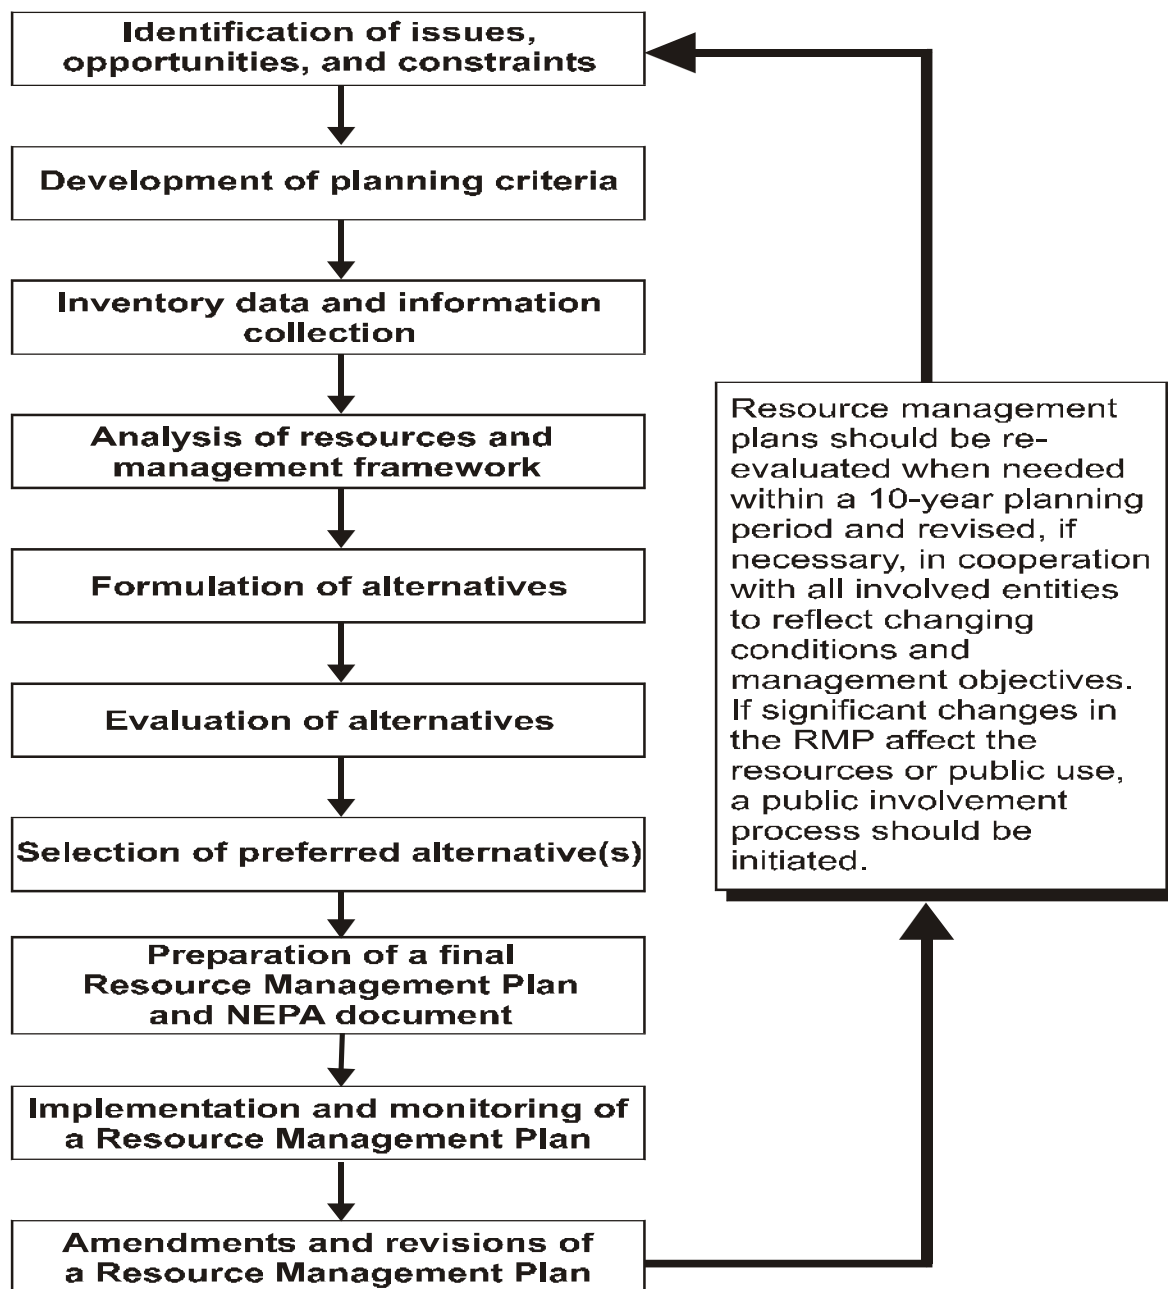 Identification of issues,
opportunities, and constraints
Development of planning criteria
Inventory data and information
collection
Analysis of resources and
management framework
Formulation of alternatives
Evaluation of alternatives
Selection of preferred alternative(s)
Preparation of a final
Resource Management Plan
and NEPA document
Implementation and monitoring of
a Resource Management Plan
Amendments and revisions of
a Resource Management Plan
Resource management
plans should be re-
evaluated when needed
within a 10-year planning
period and revised, if
necessary, in cooperation
with all involved entities
to reflect changing
conditions and
management objectives.
If significant changes in
the RMP affect the
resources or public use,
a public involvement
process should be
initiated.